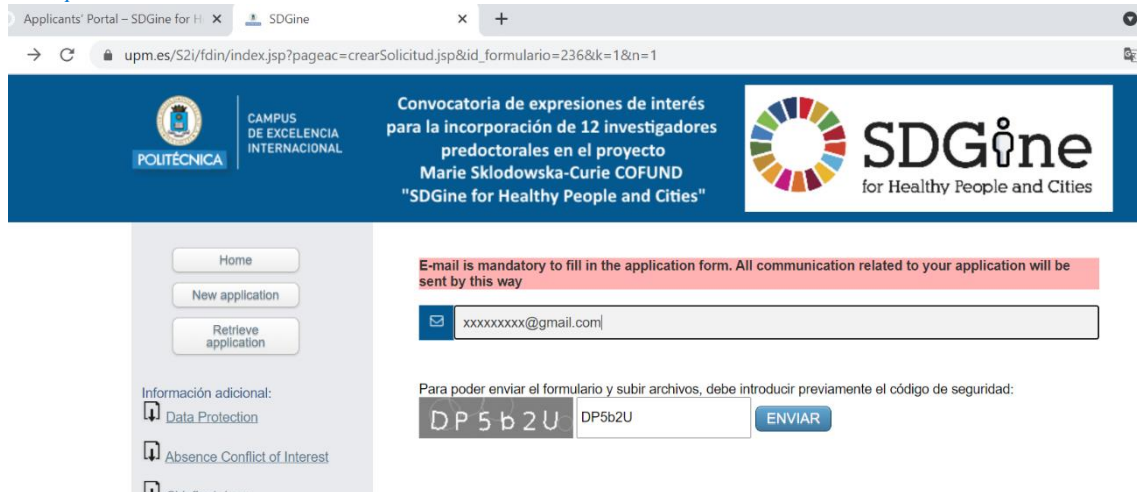 Applicants' Portal – SDGine for H
SDGine
upm.es/S2i/fdin/index.jsp?pageac=crearSolicitud.jsp&id_formulario=236&k=1&n=1
POLITÉCNICA
CAMPUS
DE EXCELENCIA
INTERNACIONAL
Convocatoria de expresiones de interés
para la incorporación de 12 investigadores
predoctorales en el proyecto
Marie Sklodowska-Curie COFUND
"SDGine for Healthy People and Cities"
SDGine
for Healthy People and Cities
Home
New application
Retrieve
application
Información adicional:
Data Protection
Absence Conflict of Interest
E-mail is mandatory to fill in the application form. All communication related to your application will be
sent by this way
xxxxxxxxx@gmail.com
Para poder enviar el formulario y subir archivos, debe introducir previamente el código de seguridad:
DP5b2U
DP5b2U
ENVIAR